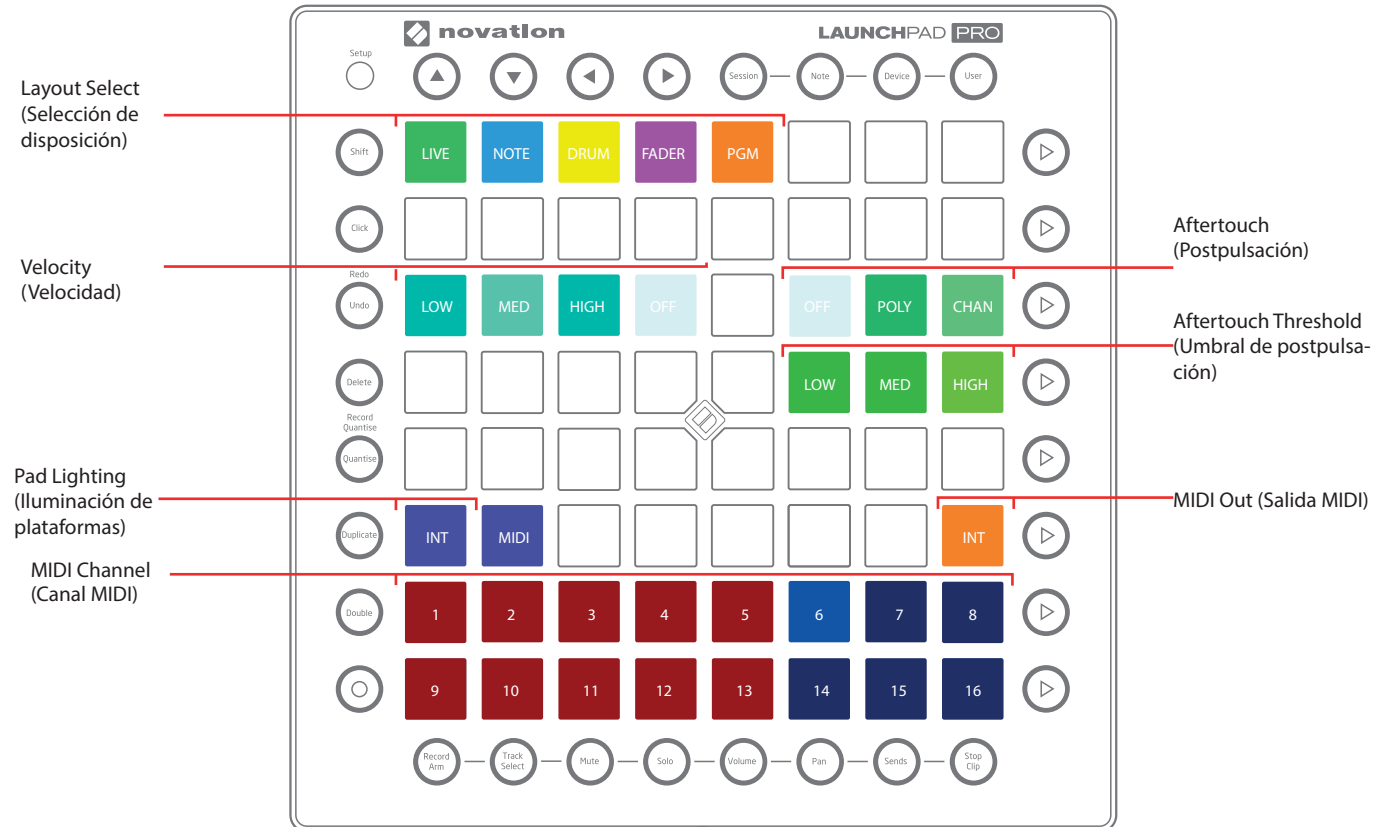 novation
LAUNCHPAD PRO
Setup
Session
Note
Device
User
Layout Select
(Selección de
disposición)
Shift
LIVE
NOTE
DRUM
FADER
PGM
Click
Aftertouch
(Postpulsación)
Velocity
(Velocidad)
Redo
Undo
LOW
MED
HIGH
OFF
OFF
POLY
CHAN
Aftertouch Threshold
(Umbral de postpulsa-
ción)
Delete
LOW
MED
HIGH
Record
Quantise
Quantise
Pad Lighting
(Iluminación de
plataformas)
MIDI Out (Salida MIDI)
Duplicate
INT
MIDI
INT
MIDI Channel
(Canal MIDI)
Double
1
2
3
4
5
6
7
8
9
10
11
12
13
14
15
16
Record
Arm
Track
Select
Mute
Solo
Volume
Pan
Sends
Stop
Clip